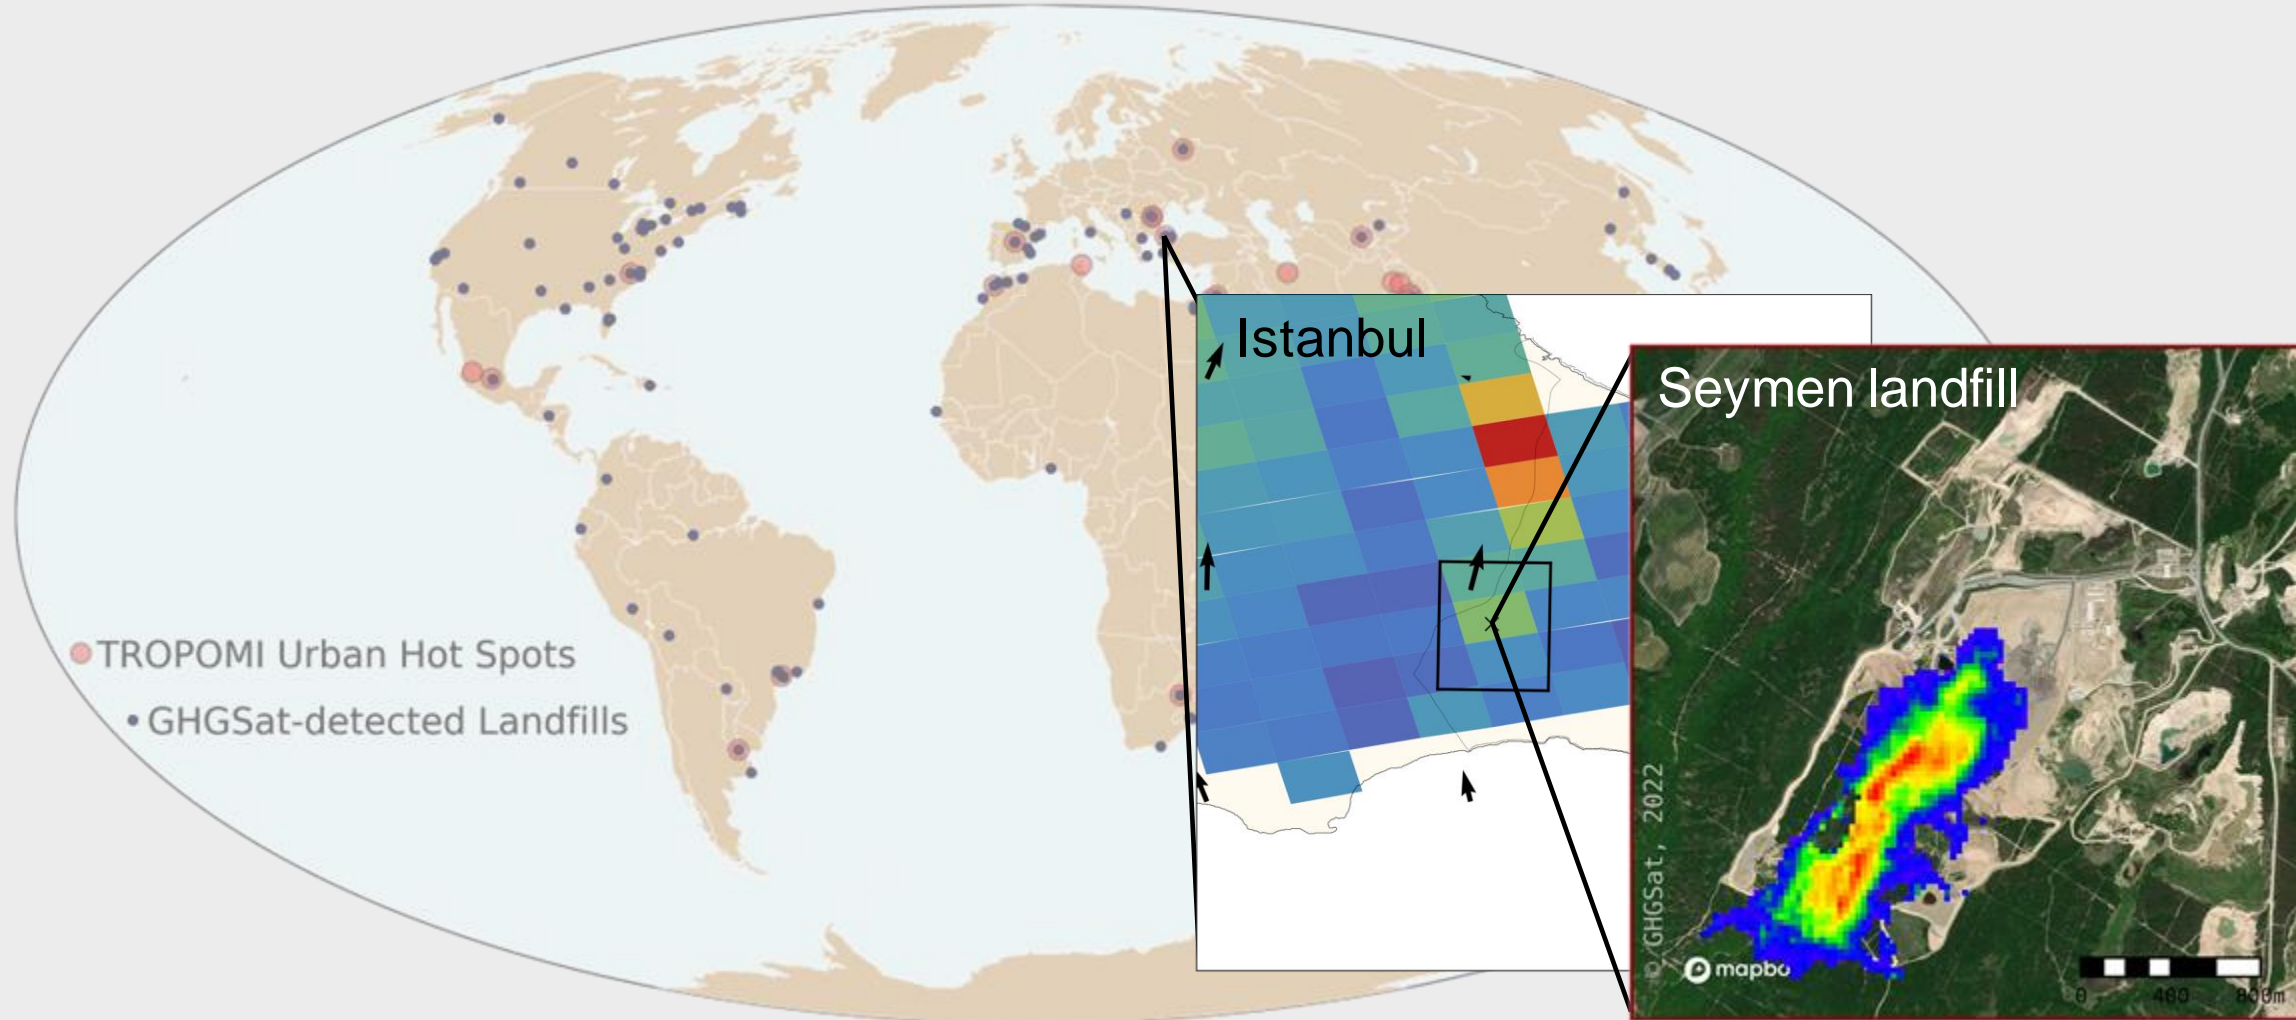 TROPOMI Urban Hot Spots
GHGSat-detected Landfills
Istanbul
Seymen landfill
© GHGSat, 2022
mapbo
0 400 800m